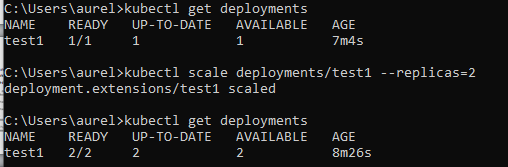 C:\Users\aurel>kubectl get deployments
NAME READY UP-TO-DATE AVAILABLE AGE
test1 1/1 1 1 7m4s
C:\Users\aurel>kubectl scale deployments/test1 --replicas=2
deployment.extensions/test1 scaled
C:\Users\aurel>kubectl get deployments
NAME READY UP-TO-DATE AVAILABLE AGE
test1 2/2 2 2 8m26s